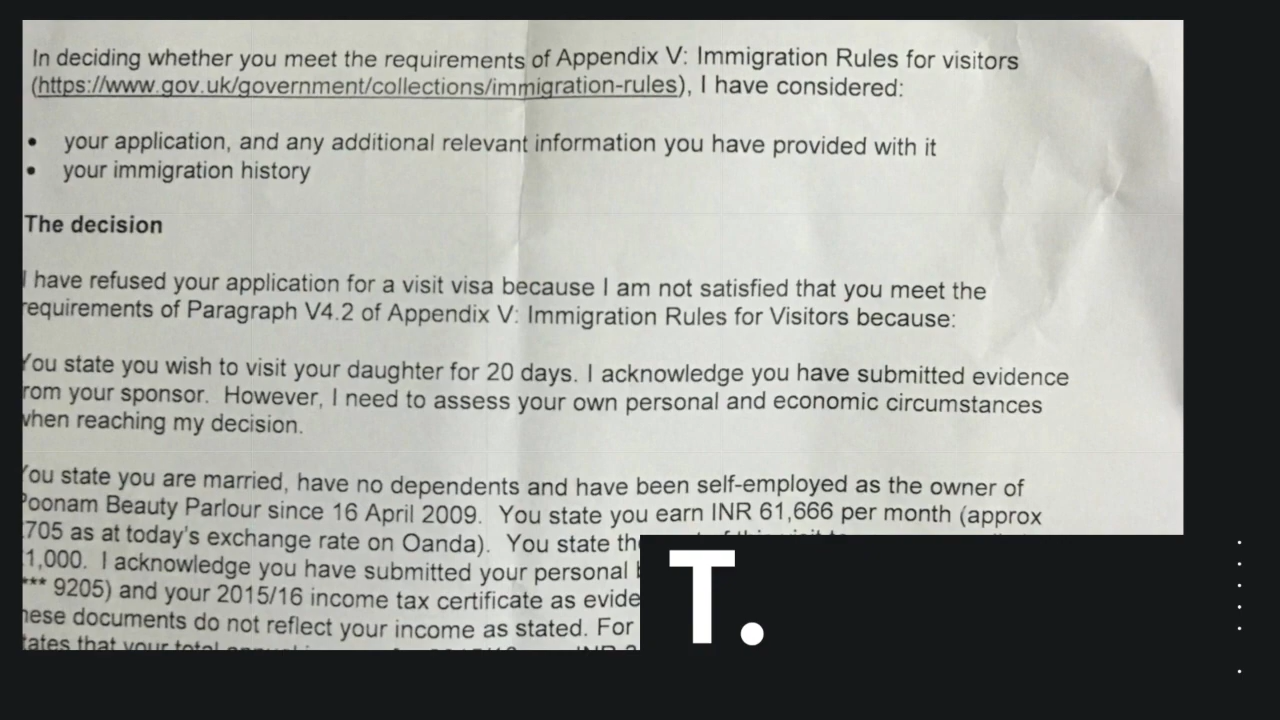 In deciding whether you meet the requirements of Appendix V: Immigration Rules for visitors
(https://www.gov.uk/government/collections/immigration-rules), I have considered:
• your application, and any additional relevant information you have provided with it
• your immigration history
The decision
I have refused your application for a visit visa because I am not satisfied that you meet the
requirements of Paragraph V4.2 of Appendix V: Immigration Rules for Visitors because:
You state you wish to visit your daughter for 20 days. I acknowledge you have submitted evidence
from your sponsor. However, I need to assess your own personal and economic circumstances
when reaching my decision.
You state you are married, have no dependents and have been self-employed as the owner of
Poonam Beauty Parlour since 16 April 2009. You state you earn INR 61,666 per month (approx
705 as at today's exchange rate on Oanda). You state
1,000. I acknowledge you have submitted your personal
*** 9205) and your 2015/16 income tax certificate as
these documents do not reflect your income as stated. For
states that your total
T.